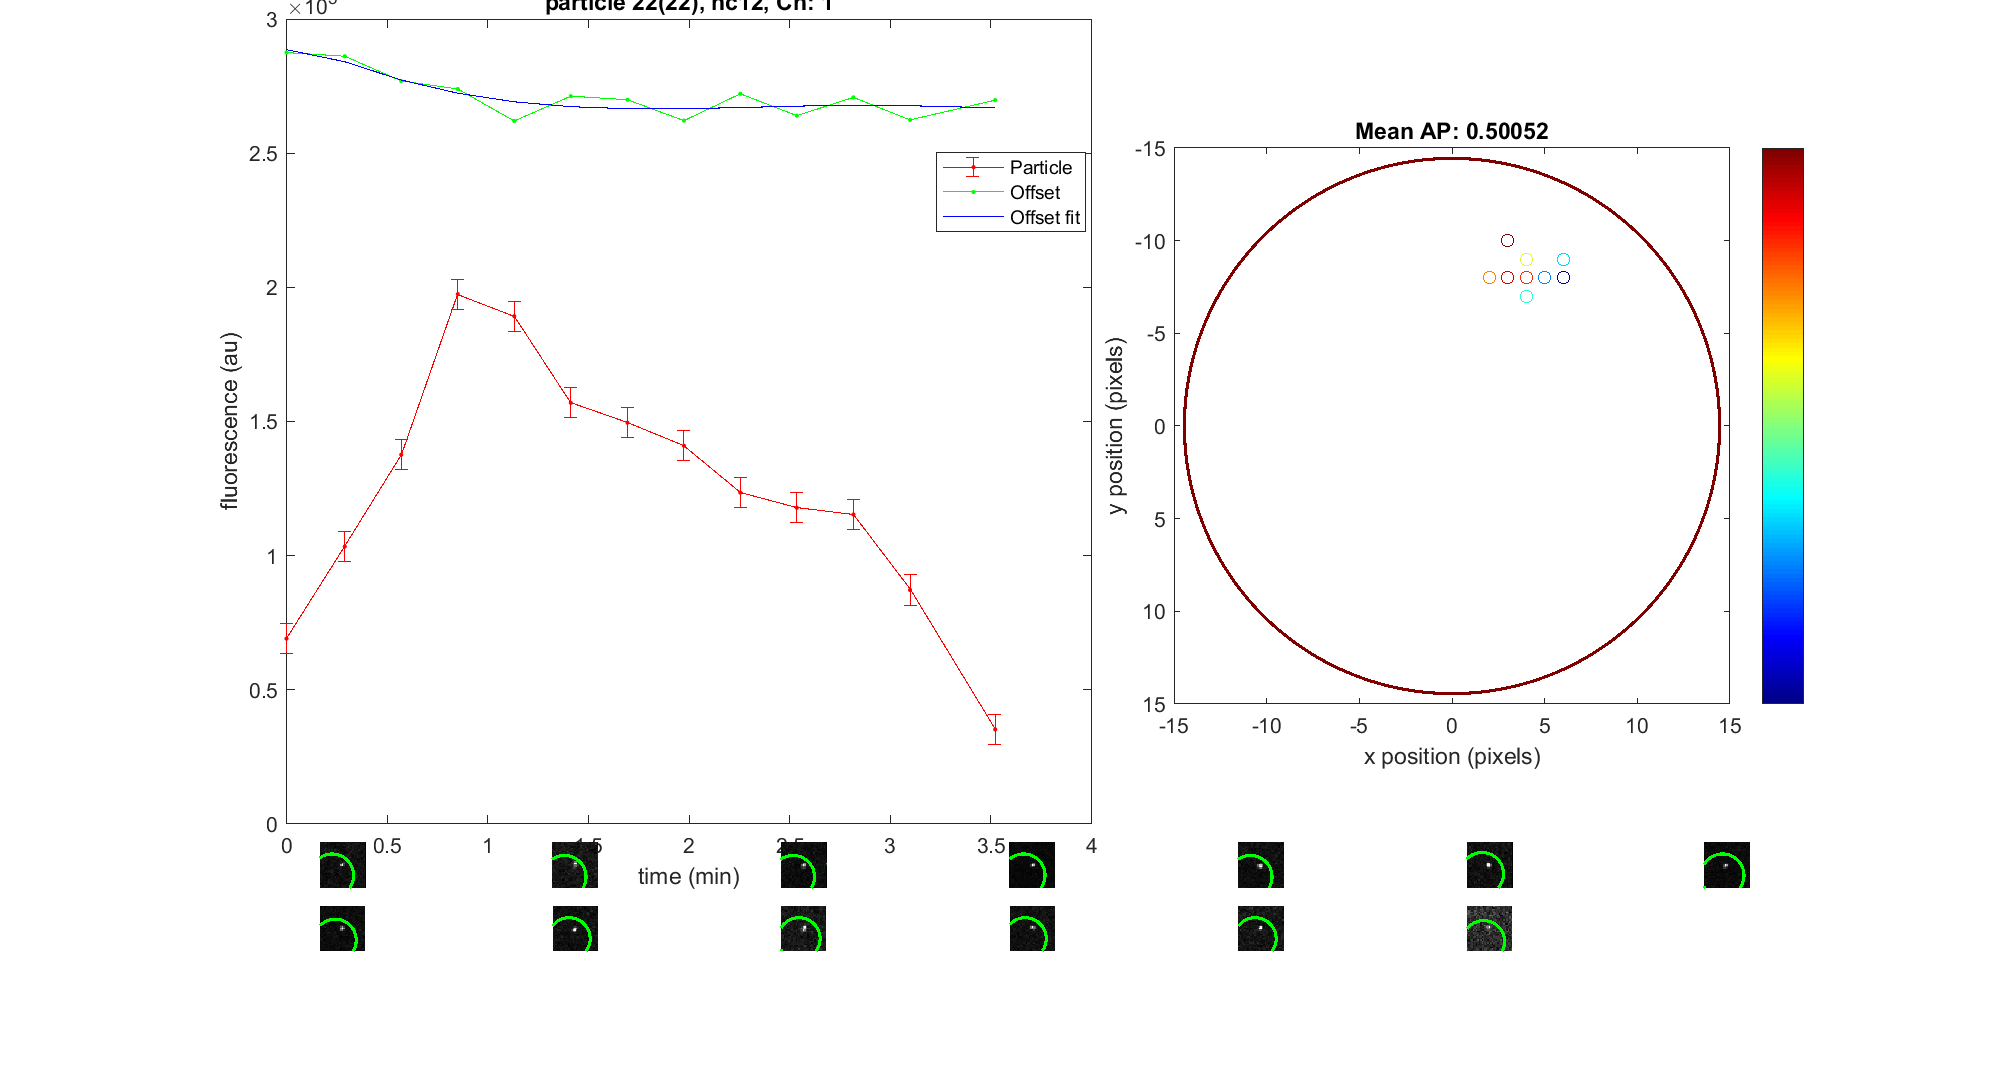 particle 22(22), nc12, Ch: 1
3
2.5
2
1.5
1
0.5
0
fluorescence (au)
Particle
Offset
Offset fit
0 0.5 1 2 3 3.5 4
time (min)
Mean AP: 0.50052
-15
-10
-5
0
5
10
15
y position (pixels)
-15 -10 -5 0 5 10 15
x position (pixels)